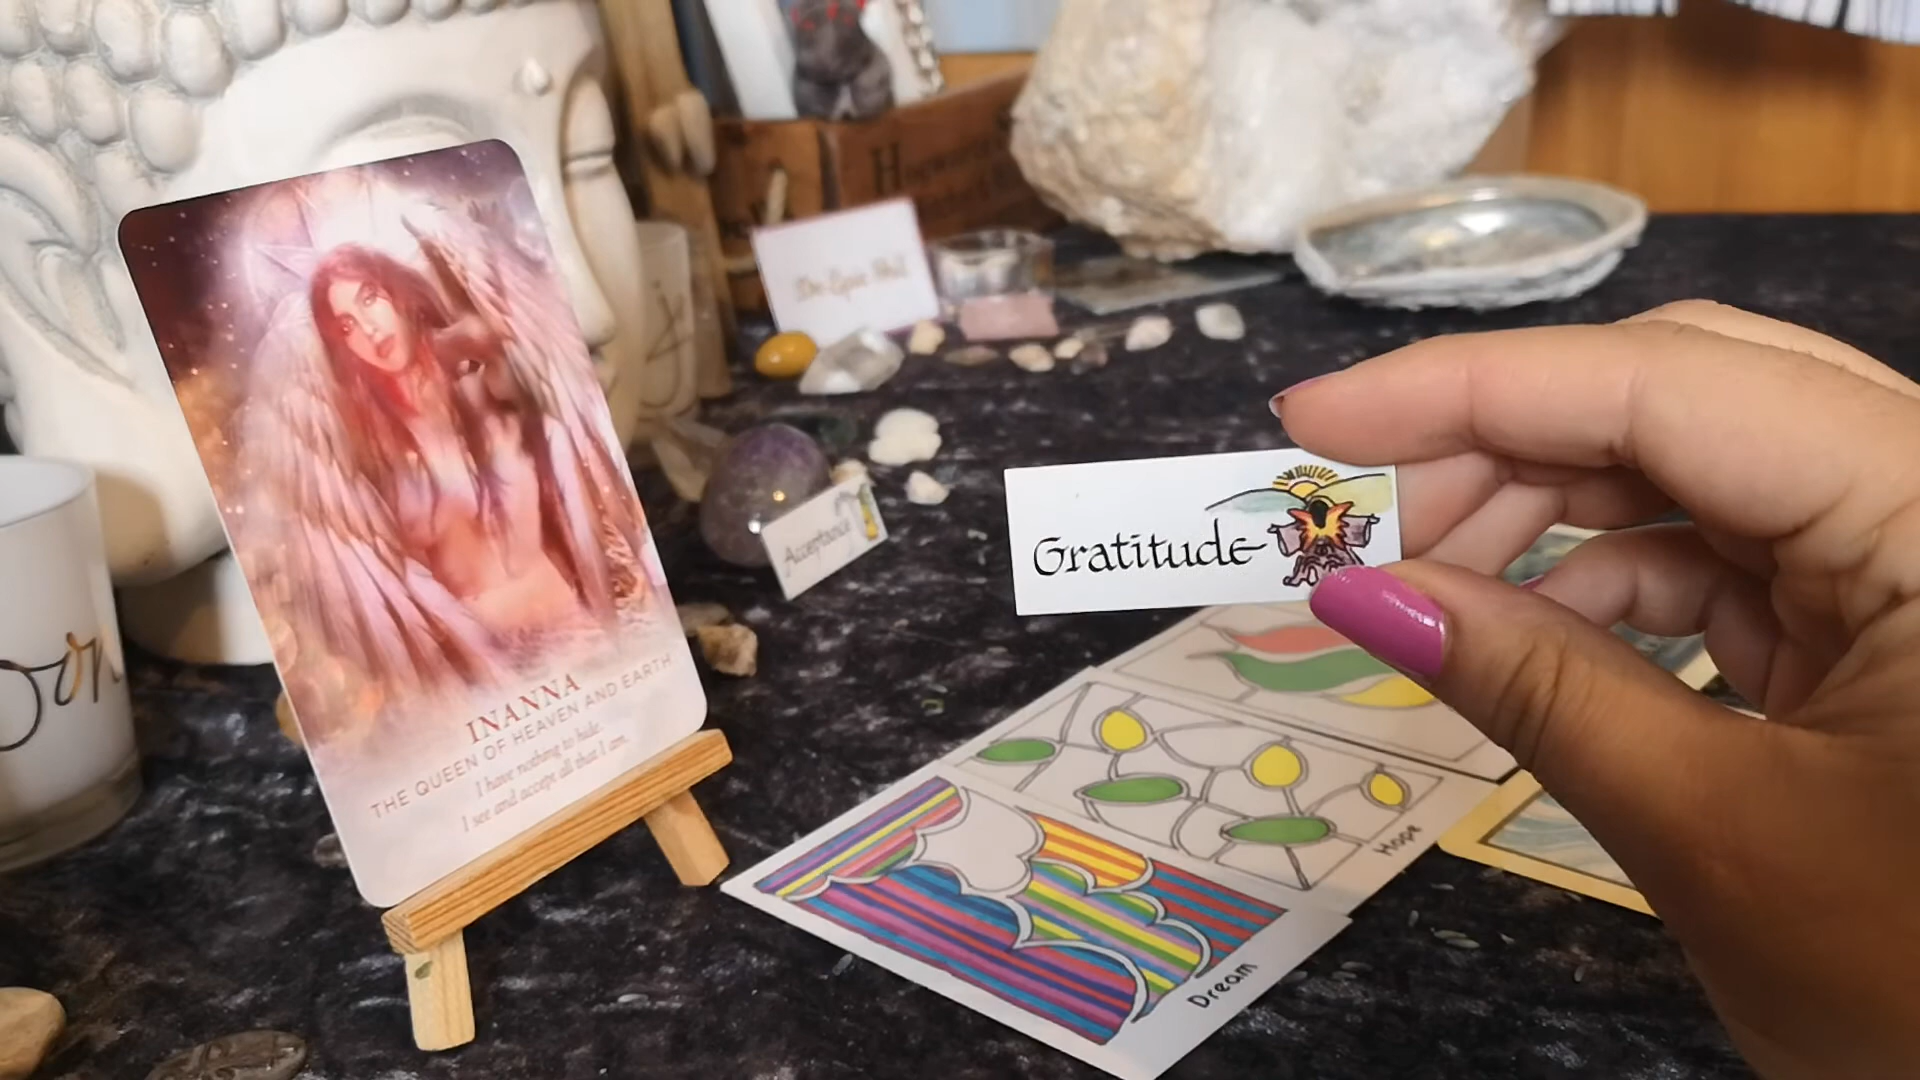 INANNA
THE QUEEN OF HEAVEN AND EARTH
I have nothing to hide.
I see and accept all that I am.
Acceptance
Gratitude
Hope
Dream